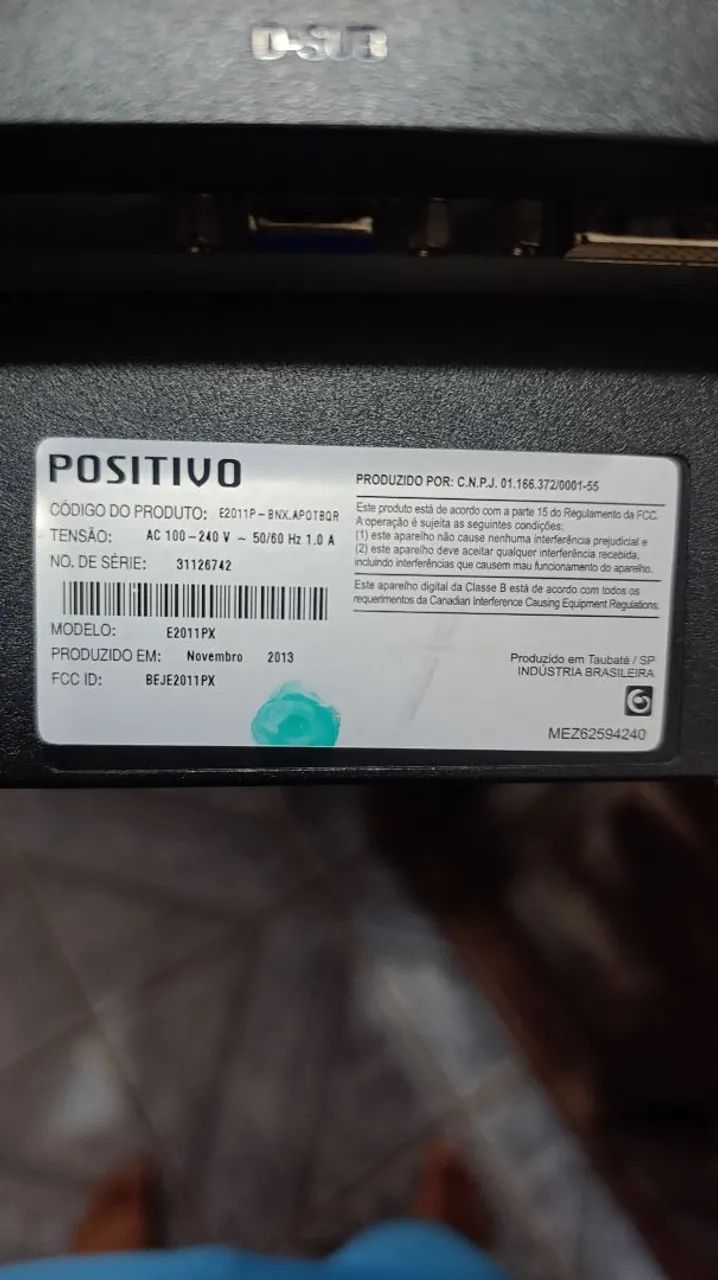 D-SUB
POSITIVO
CÓDIGO DO PRODUTO: E2011P-BNX.APOTBQR
TENSÃO: AC 100-240 V ~ 50/60 Hz 1.0 A
NO. DE SÉRIE: 31126742
MODELO: E2011PX
PRODUZIDO EM: Novembro 2013
FCC ID: BEJE2011PX
PRODUZIDO POR: C.N.P.J. 01.166.372/0001-55
Este produto está de acordo com a parte 15 do Regulamento da FCC.
A operação é sujeita as seguintes condições:
(1) este aparelho não cause nenhuma interferência prejudicial e
(2) este aparelho deve aceitar qualquer interferência recebida,
incluindo interferências que causem mau funcionamento do aparelho.
Este aparelho digital da Classe B está de acordo com todos os
requerimentos da Canadian Interference Causing Equipment Regulations.
Produzido em Taubaté / SP
INDÚSTRIA BRASILEIRA
MEZ62594240